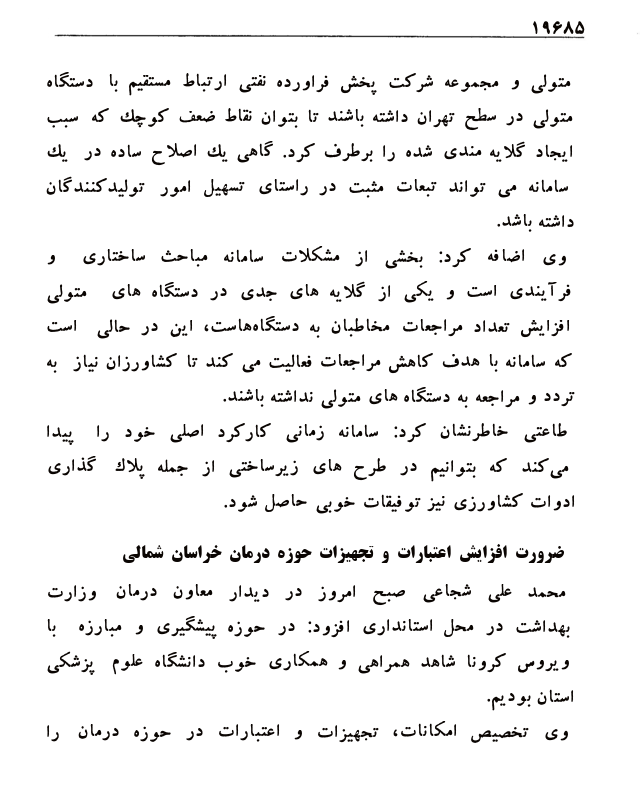 ۱۹۶۸۵
متولی و مجموعه شرکت پخش فراورده نفتی ارتباط مستقیم با دستگاه
متولی در سطح تهران داشته باشند تا بتوان نقاط ضعف کوچك که سبب
ایجاد گلایه مندی شده را برطرف کرد. گاهی یك اصلاح ساده در یك
سامانه می تواند تبعات مثبت در راستای تسهیل امور تولیدکنندگان
داشته باشد.
وی اضافه کرد: بخشی از مشکلات سامانه مباحث ساختاری و
فرآیندی است و یکی از گلایه های جدی در دستگاه های متولی
افزایش تعداد مراجعات مخاطبان به دستگاه‌هاست، این در حالی است
که سامانه با هدف کاهش مراجعات فعالیت می کند تا کشاورزان نیاز به
تردد و مراجعه به دستگاه های متولی نداشته باشند.
طاعتی خاطرنشان کرد: سامانه زمانی کارکرد اصلی خود را پیدا
می‌کند که بتوانیم در طرح های زیرساختی از جمله پلاك گذاری
ادوات کشاورزی نیز توفیقات خوبی حاصل شود.
ضرورت افزایش اعتبارات و تجهیزات حوزه درمان خراسان شمالی
محمد علی شجاعی صبح امروز در دیدار معاون درمان وزارت
بهداشت در محل استانداری افزود: در حوزه پیشگیری و مبارزه با
ویروس کرونا شاهد همراهی و همکاری خوب دانشگاه علوم پزشکی
استان بودیم.
وی تخصیص امکانات، تجهیزات و اعتبارات در حوزه درمان را